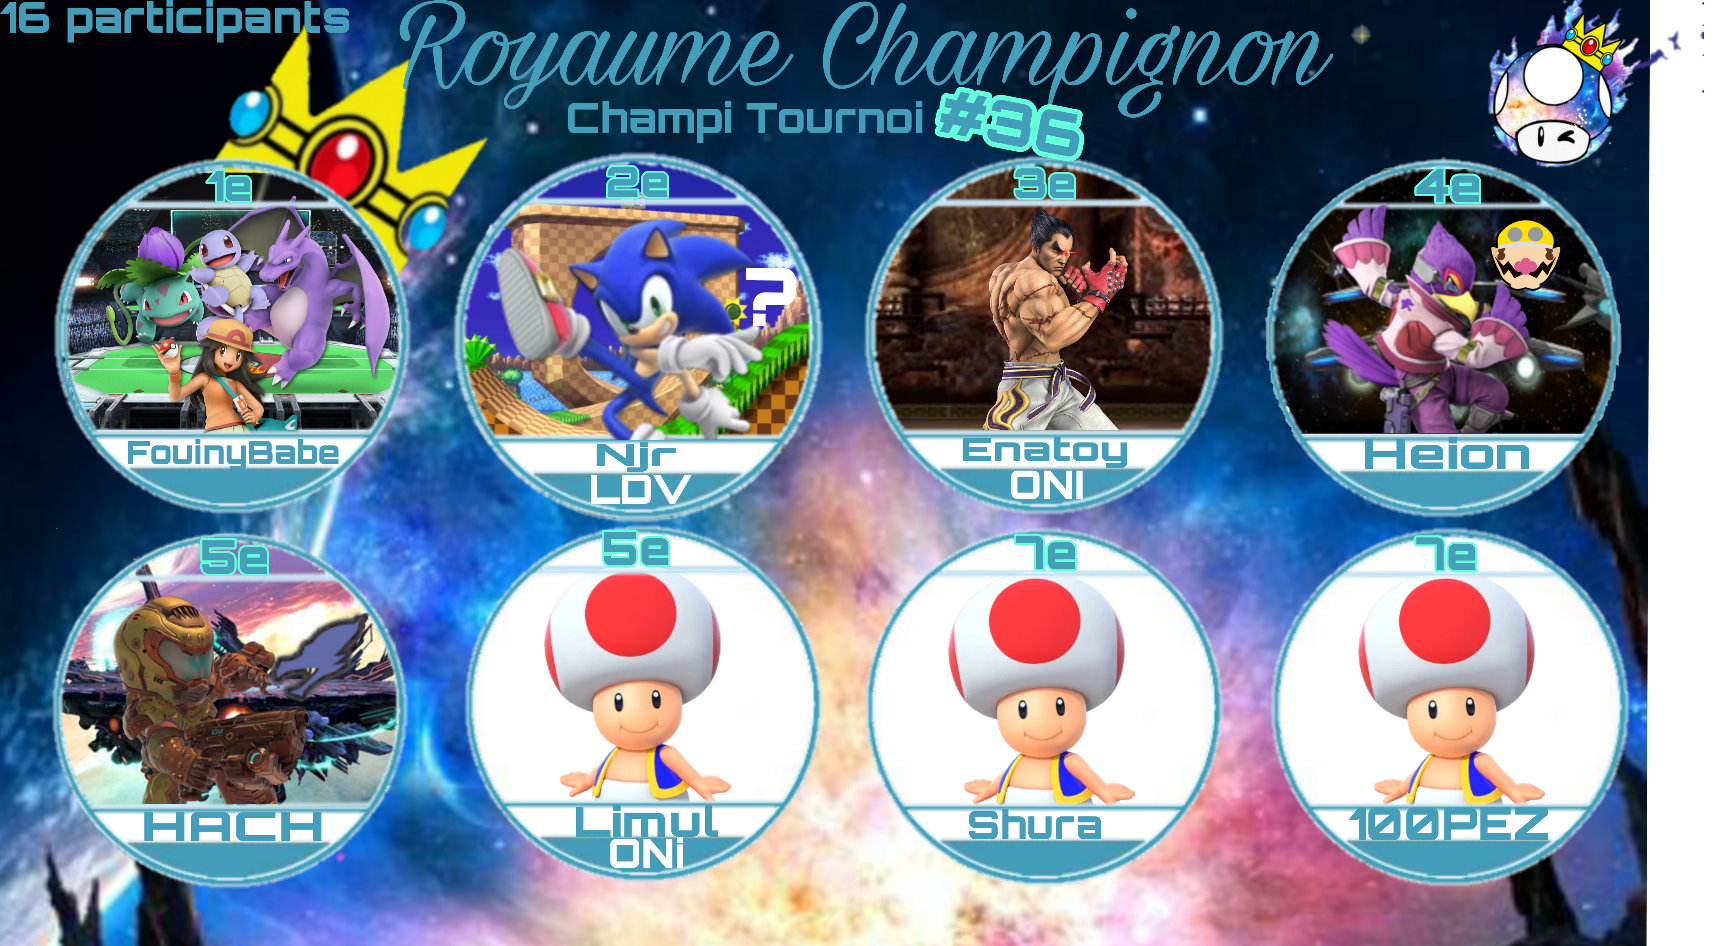 16 participants
Royaume Champignon
Champi Tournoi #36
1e
2e
3e
4e
?
FouinyBabe
Njr
LDV
Enatoy
ONI
Heion
5e
5e
7e
7e
HACH
Limul
ONi
Shura
100PEZ